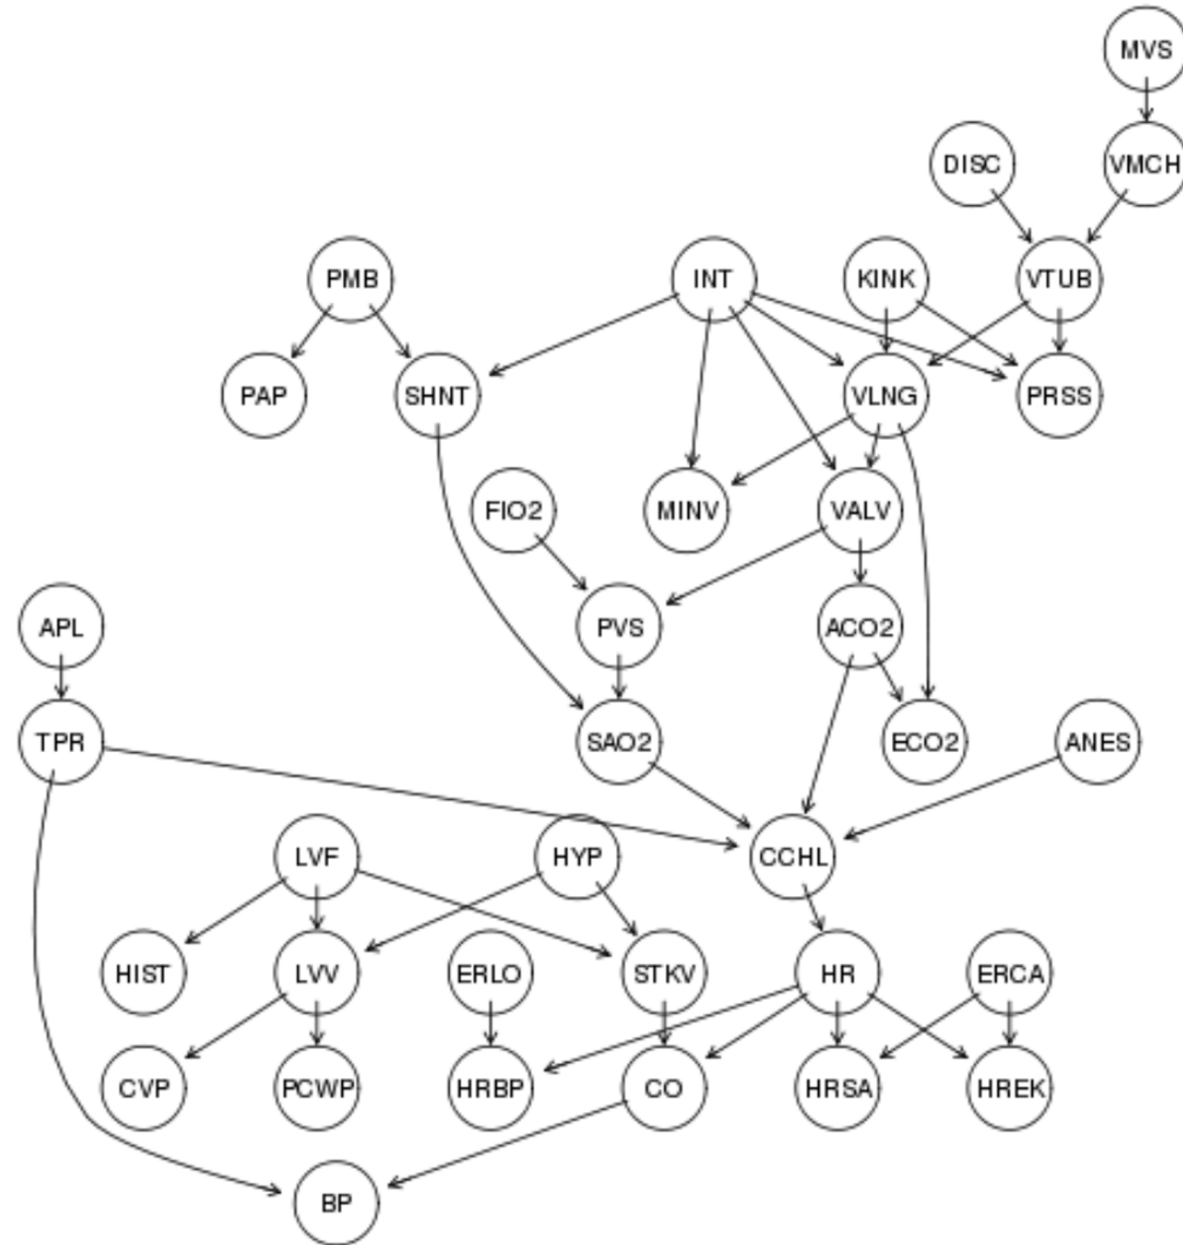 MVS
DISC VMCH
PMB INT KINK VTUB
PAP SHNT VLNG PRSS
FIO2 MINV VALV
APL PVS ACO2
TPR SAO2 ECO2 ANES
LVF HYP CCHL
HIST LVV ERLO STKV HR ERCA
CVP PCWP HRBP CO HRSA HREK
BP